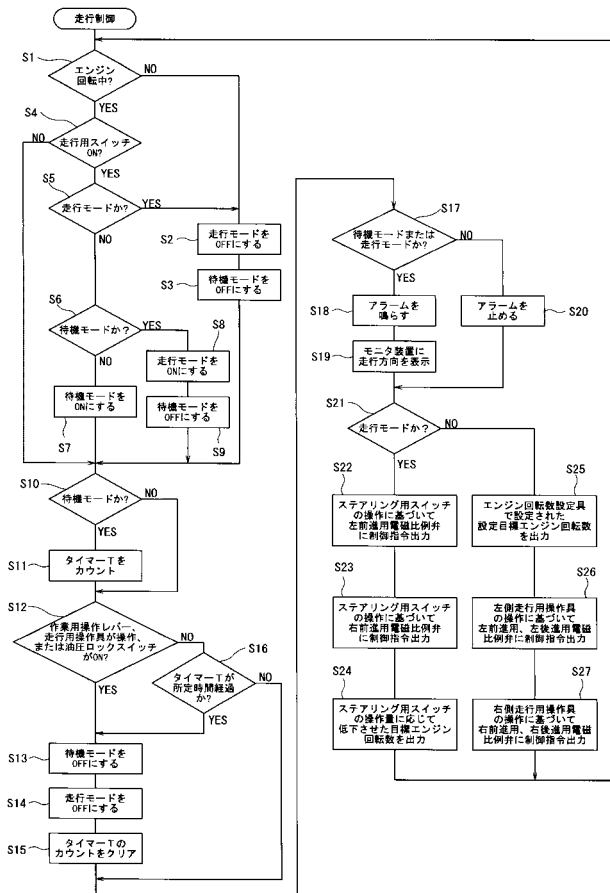 走行制御
S1
エンジン
回転中?
NO
YES
S4
走行用スイッチ
ON?
NO
YES
S5
走行モードか?
YES
NO
S2
走行モードを
OFFにする
S3
待機モードを
OFFにする
S6
待機モードか?
YES
NO
S8
走行モードを
ONにする
待機モードを
ONにする
S7
待機モードを
OFFにする
S9
S10
待機モードか?
NO
YES
S11
タイマーTを
カウント
S12
作業用操作レバー、
走行用操作具が操作、
または油圧ロックスイッチ
がON?
NO
YES
S16
タイマーTが
所定時間経過
か?
NO
YES
S13
待機モードを
OFFにする
S14
走行モードを
OFFにする
S15
タイマーTの
カウントをクリア
S17
待機モードまたは
走行モードか?
NO
YES
S18
アラームを
鳴らす
アラームを
止める
S20
S19
モニタ装置に
走行方向を表示
S21
走行モードか?
NO
YES
S22
ステアリング用スイッチ
の操作に基づいて
左前進用電磁比例弁
に制御指令出力
S25
エンジン回転数設定具
で設定された
設定目標エンジン回転数
を出力
S23
ステアリング用スイッチ
の操作に基づいて
右前進用電磁比例弁
に制御指令出力
S26
左側走行用操作具
の操作に基づいて
左前進用、左後進用電磁
比例弁に制御指令出力
S24
ステアリング用スイッチ
の操作量に応じて
低下させた目標エンジン
回転数を出力
S27
右側走行用操作具
の操作に基づいて
右前進用、右後進用電磁
比例弁に制御指令出力